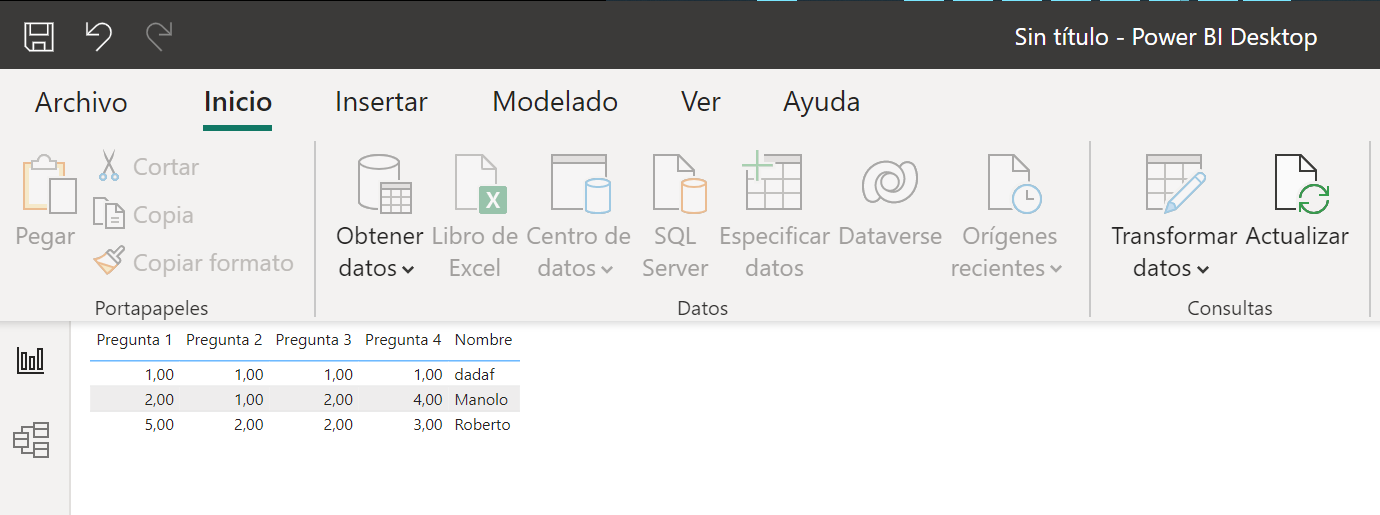 Sin título - Power BI Desktop
Archivo Inicio Insertar Modelado Ver Ayuda
Pegar
Cortar
Copia
Copiar formato
Portapapeles
Obtener datos
Libro de Excel
Centro de datos
SQL Server
Especificar datos
Dataverse
Orígenes recientes
Datos
Transformar datos
Actualizar
Consultas
Pregunta 1 Pregunta 2 Pregunta 3 Pregunta 4 Nombre
1,00 1,00 1,00 1,00 dadaf
2,00 1,00 2,00 4,00 Manolo
5,00 2,00 2,00 3,00 Roberto